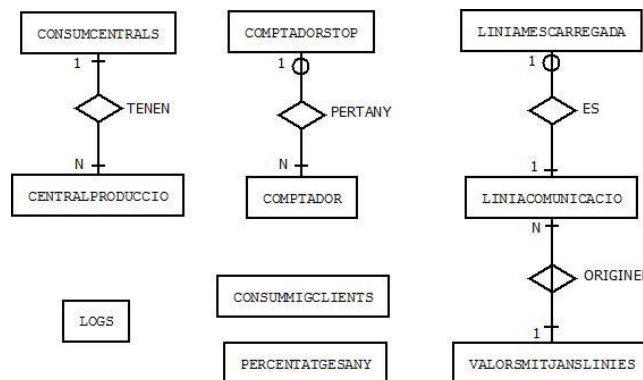 CONSUMCENTRALS
COMPTADORSTOP
LINIAMESCARREGADA
1
1
1
TENEN
PERTANY
ES
N
N
1
CENTRALPRODUCCIO
COMPTADOR
LINIACOMUNICACIO
N
ORIGINEN
CONSUMMIGCLIENTS
LOGS
1
PERCENTATGESANY
VALORSMITJANSLINIES